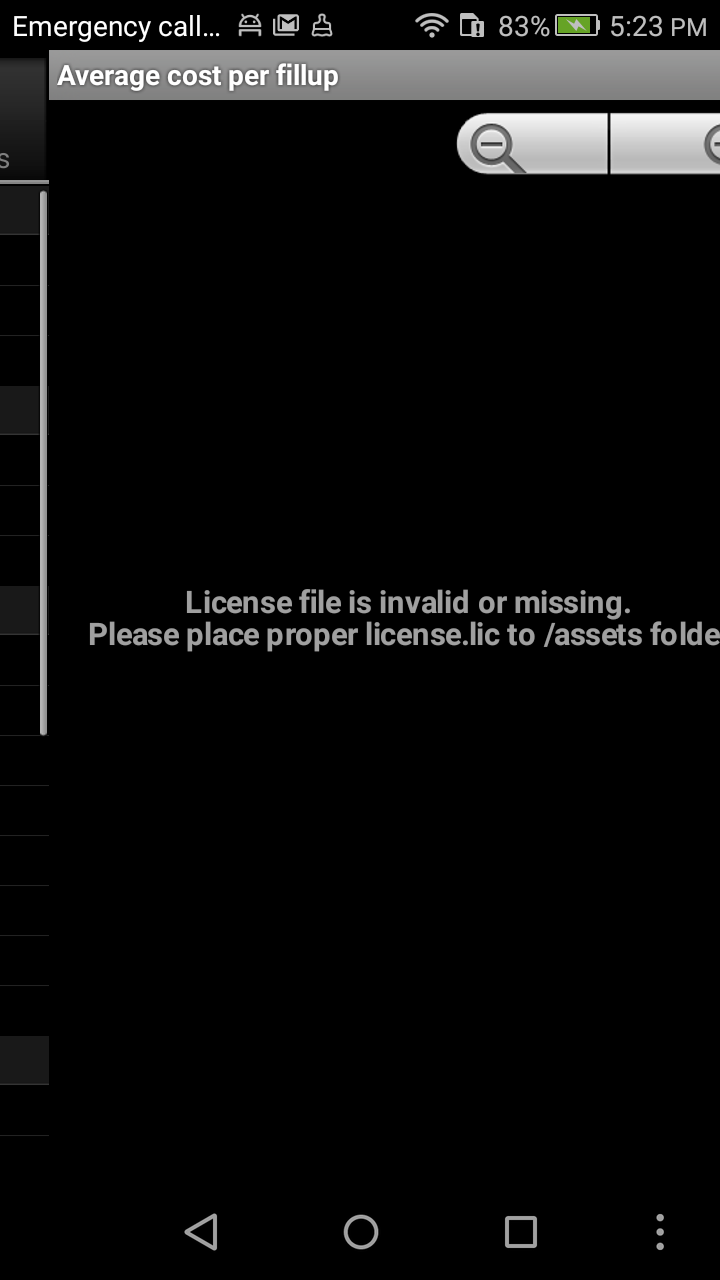 Emergency call… 83% 5:23 PM
Average cost per fillup
s
License file is invalid or missing.
Please place proper license.lic to /assets folde